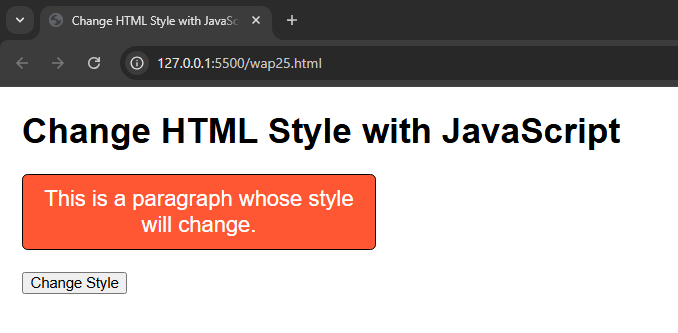 Change HTML Style with JavaSc
127.0.0.1:5500/wap25.html
Change HTML Style with JavaScript
This is a paragraph whose style
will change.
Change Style